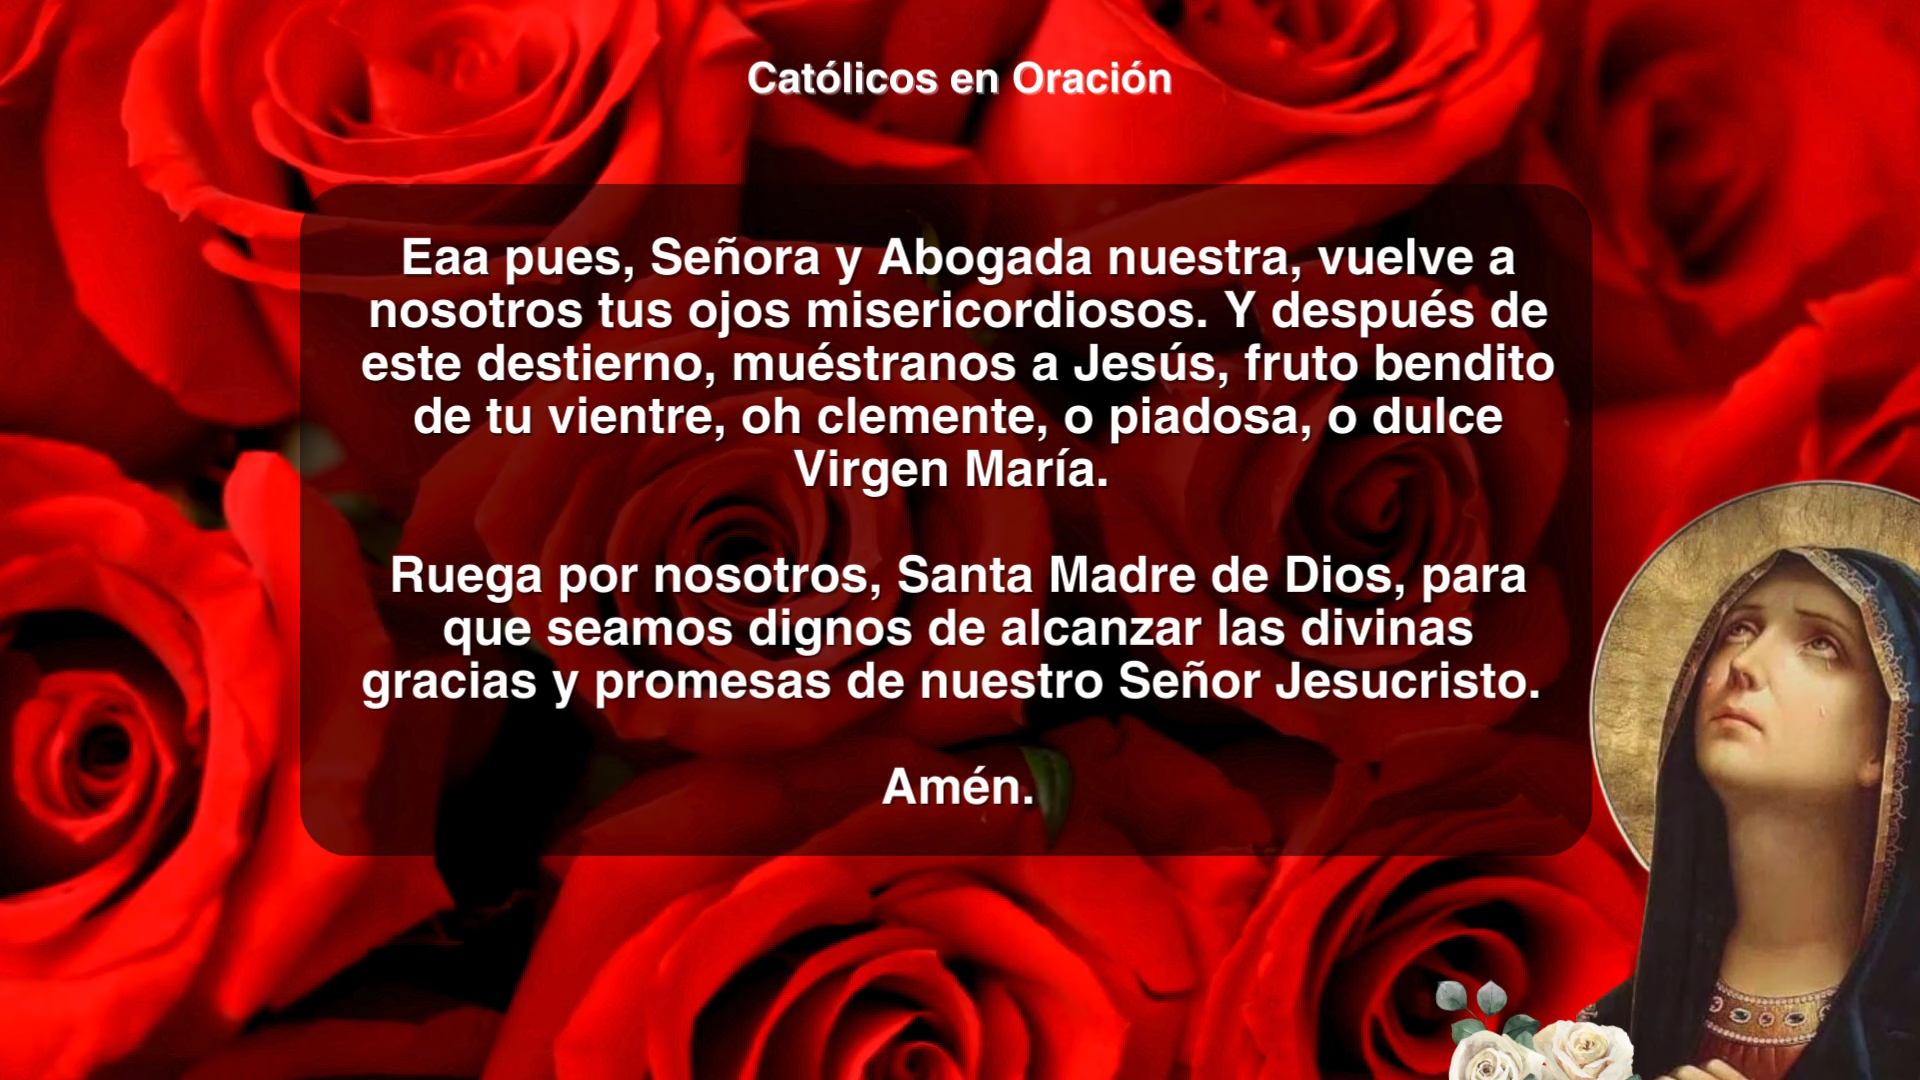 Católicos en Oración
Eaa pues, Señora y Abogada nuestra, vuelve a
nosotros tus ojos misericordiosos. Y después de
este destierno, muéstranos a Jesús, fruto bendito
de tu vientre, oh clemente, o piadosa, o dulce
Virgen María.
Ruega por nosotros, Santa Madre de Dios, para
que seamos dignos de alcanzar las divinas
gracias y promesas de nuestro Señor Jesucristo.
Amén.